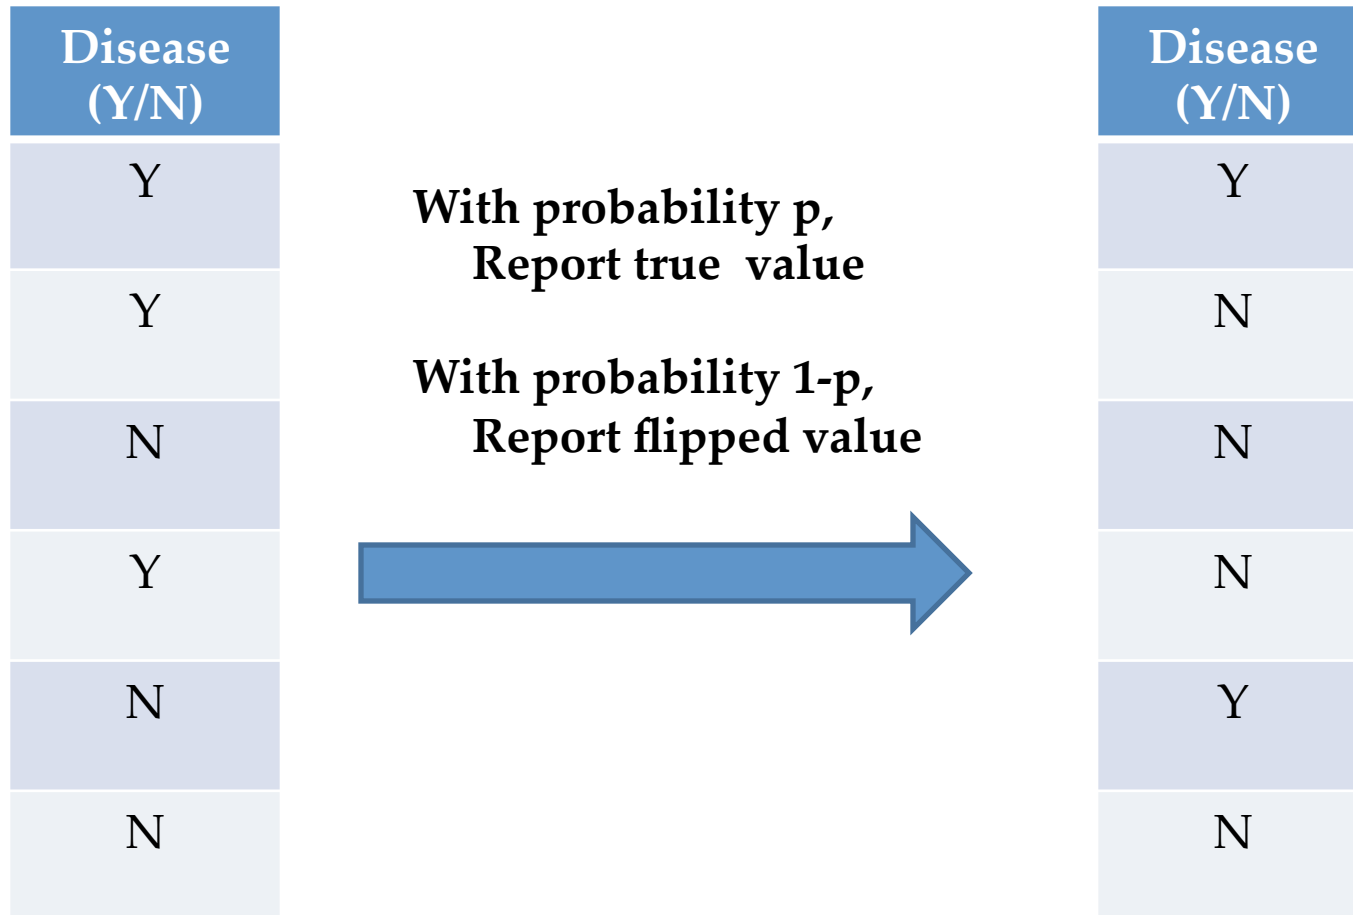 Disease
(Y/N)
Y
Y
N
Y
N
N
With probability p,
Report true value
With probability 1-p,
Report flipped value
Disease
(Y/N)
Y
N
N
N
Y
N